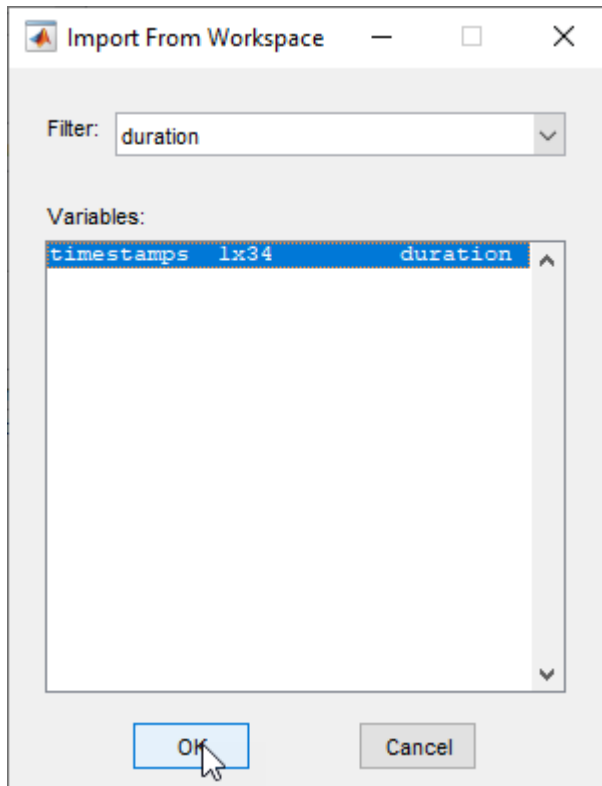 Import From Workspace
Filter: duration
Variables:
timestamps 1x34 duration
OK Cancel